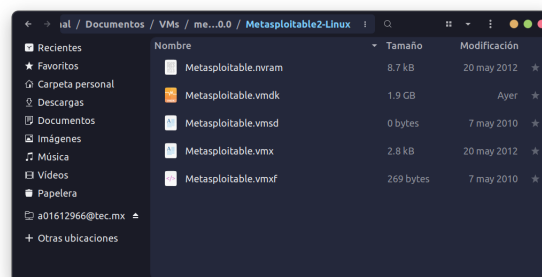 al / Documentos / VMs / me...0.0 / Metasploitable2-Linux
Recientes
Favoritos
Carpeta personal
Descargas
Documentos
Imágenes
Música
Vídeos
Papelera
a01612966@tec.mx
+ Otras ubicaciones
Nombre Tamaño Modificación
Metasploitable.nvram 8.7 kB 20 may 2012
Metasploitable.vmdk 1.9 GB Ayer
Metasploitable.vmsd 0 bytes 7 may 2010
Metasploitable.vmx 2.8 kB 20 may 2012
Metasploitable.vmxf 269 bytes 7 may 2010